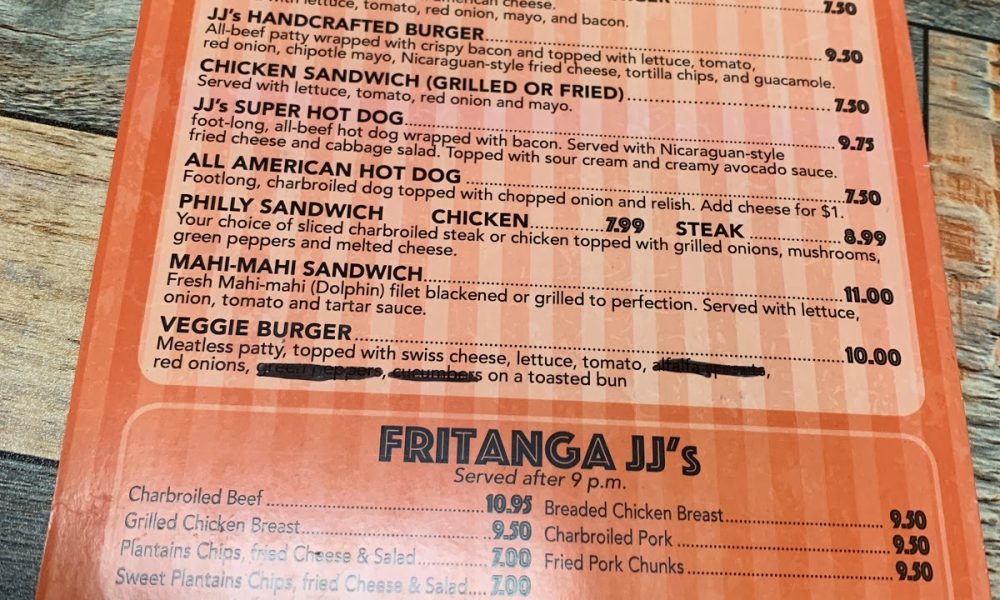 american cheese.
7.50
with lettuce, tomato, red onion, mayo, and bacon.
JJ's HANDCRAFTED BURGER 9.50
All-beef patty wrapped with crispy bacon and topped with lettuce, tomato,
red onion, chipotle mayo, Nicaraguan-style fried cheese, tortilla chips, and guacamole.
CHICKEN SANDWICH (GRILLED OR FRIED) 7.50
Served with lettuce, tomato, red onion and mayo.
JJ's SUPER HOT DOG 9.75
foot-long, all-beef hot dog wrapped with bacon. Served with Nicaraguan-style
fried cheese and cabbage salad. Topped with sour cream and creamy avocado sauce.
ALL AMERICAN HOT DOG 7.50
Footlong, charbroiled dog topped with chopped onion and relish. Add cheese for $1.
PHILLY SANDWICH CHICKEN 7.99 STEAK 8.99
Your choice of sliced charbroiled steak or chicken topped with grilled onions, mushrooms,
green peppers and melted cheese.
MAHI-MAHI SANDWICH 11.00
Fresh Mahi-mahi (Dolphin) filet blackened or grilled to perfection. Served with lettuce,
onion, tomato and tartar sauce.
VEGGIE BURGER 10.00
Meatless patty, topped with swiss cheese, lettuce, tomato, alfalfa sprouts,
red onions, green peppers, cucumbers on a toasted bun
FRITANGA JJ's
Served after 9 p.m.
Charbroiled Beef 10.95
Grilled Chicken Breast 9.50
Plantains Chips, fried Cheese & Salad 7.00
Sweet Plantains Chips, fried Cheese & Salad 7.00
Breaded Chicken Breast 9.50
Charbroiled Pork 9.50
Fried Pork Chunks 9.50